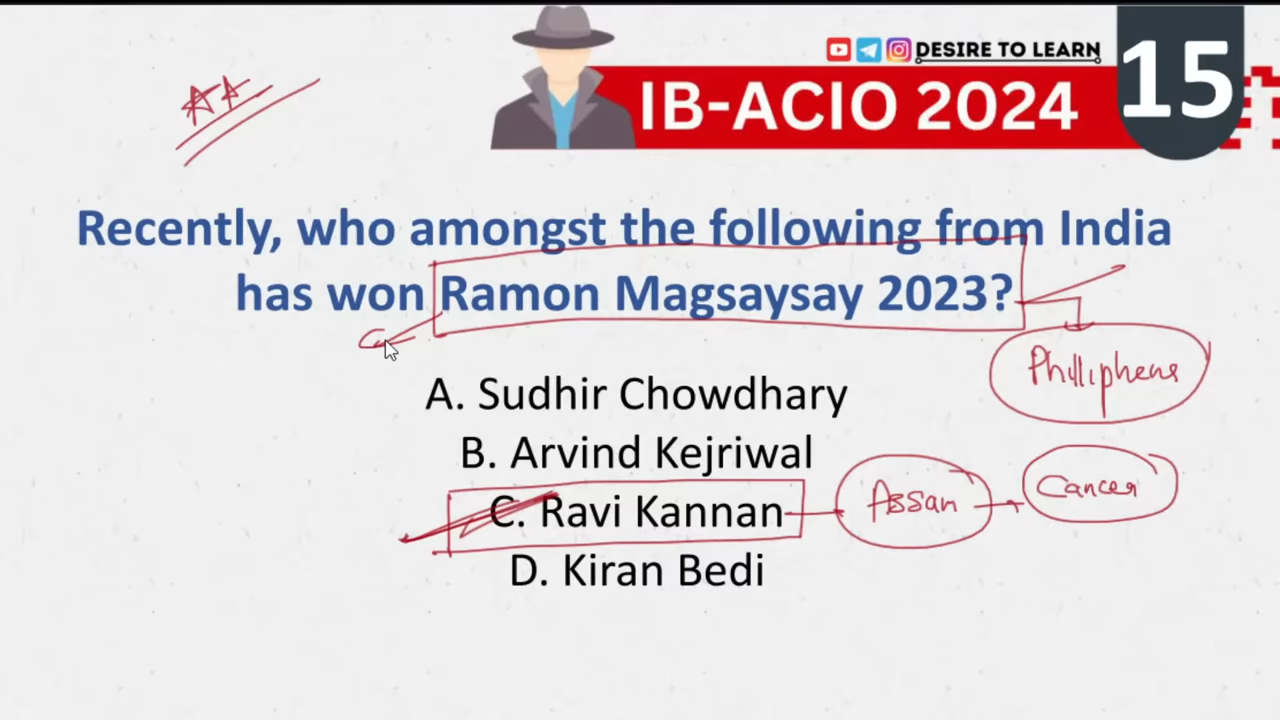 DESIRE TO LEARN
IB-ACIO 2024
15
Recently, who amongst the following from India
has won Ramon Magsaysay 2023?
Philliphens
A. Sudhir Chowdhary
B. Arvind Kejriwal
C. Ravi Kannan
Assan
Cancer
D. Kiran Bedi